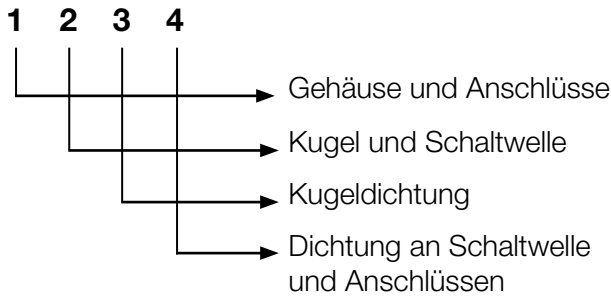 1 2 3 4
Gehäuse und Anschlüsse
Kugel und Schaltwelle
Kugeldichtung
Dichtung an Schaltwelle
und Anschlüssen